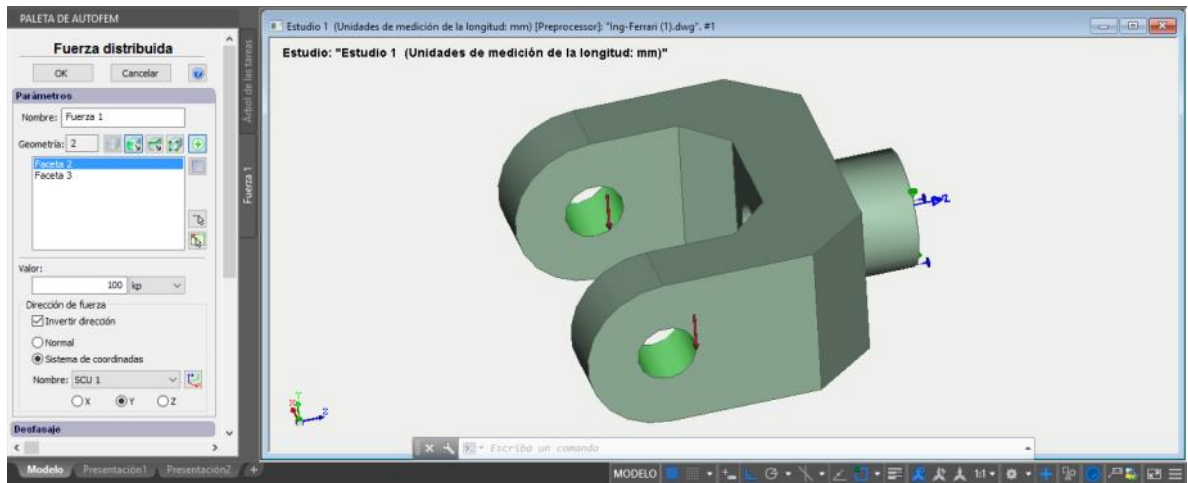 PALETA DE AUTOFEM
Fuerza distribuida
OK
Cancelar
Parámetros
Nombre: Fuerza 1
Geometría: 2
Faceta 2
Faceta 3
Valor:
100 kp
Dirección de fuerza
Invertir dirección
Normal
Sistema de coordinadas
Nombre: SCU 1
X Y Z
Desfasaje
Árbol de las tareas
Fuerza 1
Estudio 1 (Unidades de medición de la longitud: mm) [Preprocessor]: "Ing-Ferrari (1).dwg". #1
Estudio: "Estudio 1 (Unidades de medición de la longitud: mm)"
Z
X
Y
Z
Escriba un comando
Modelo Presentación1 Presentación2 +
MODELO
1:1